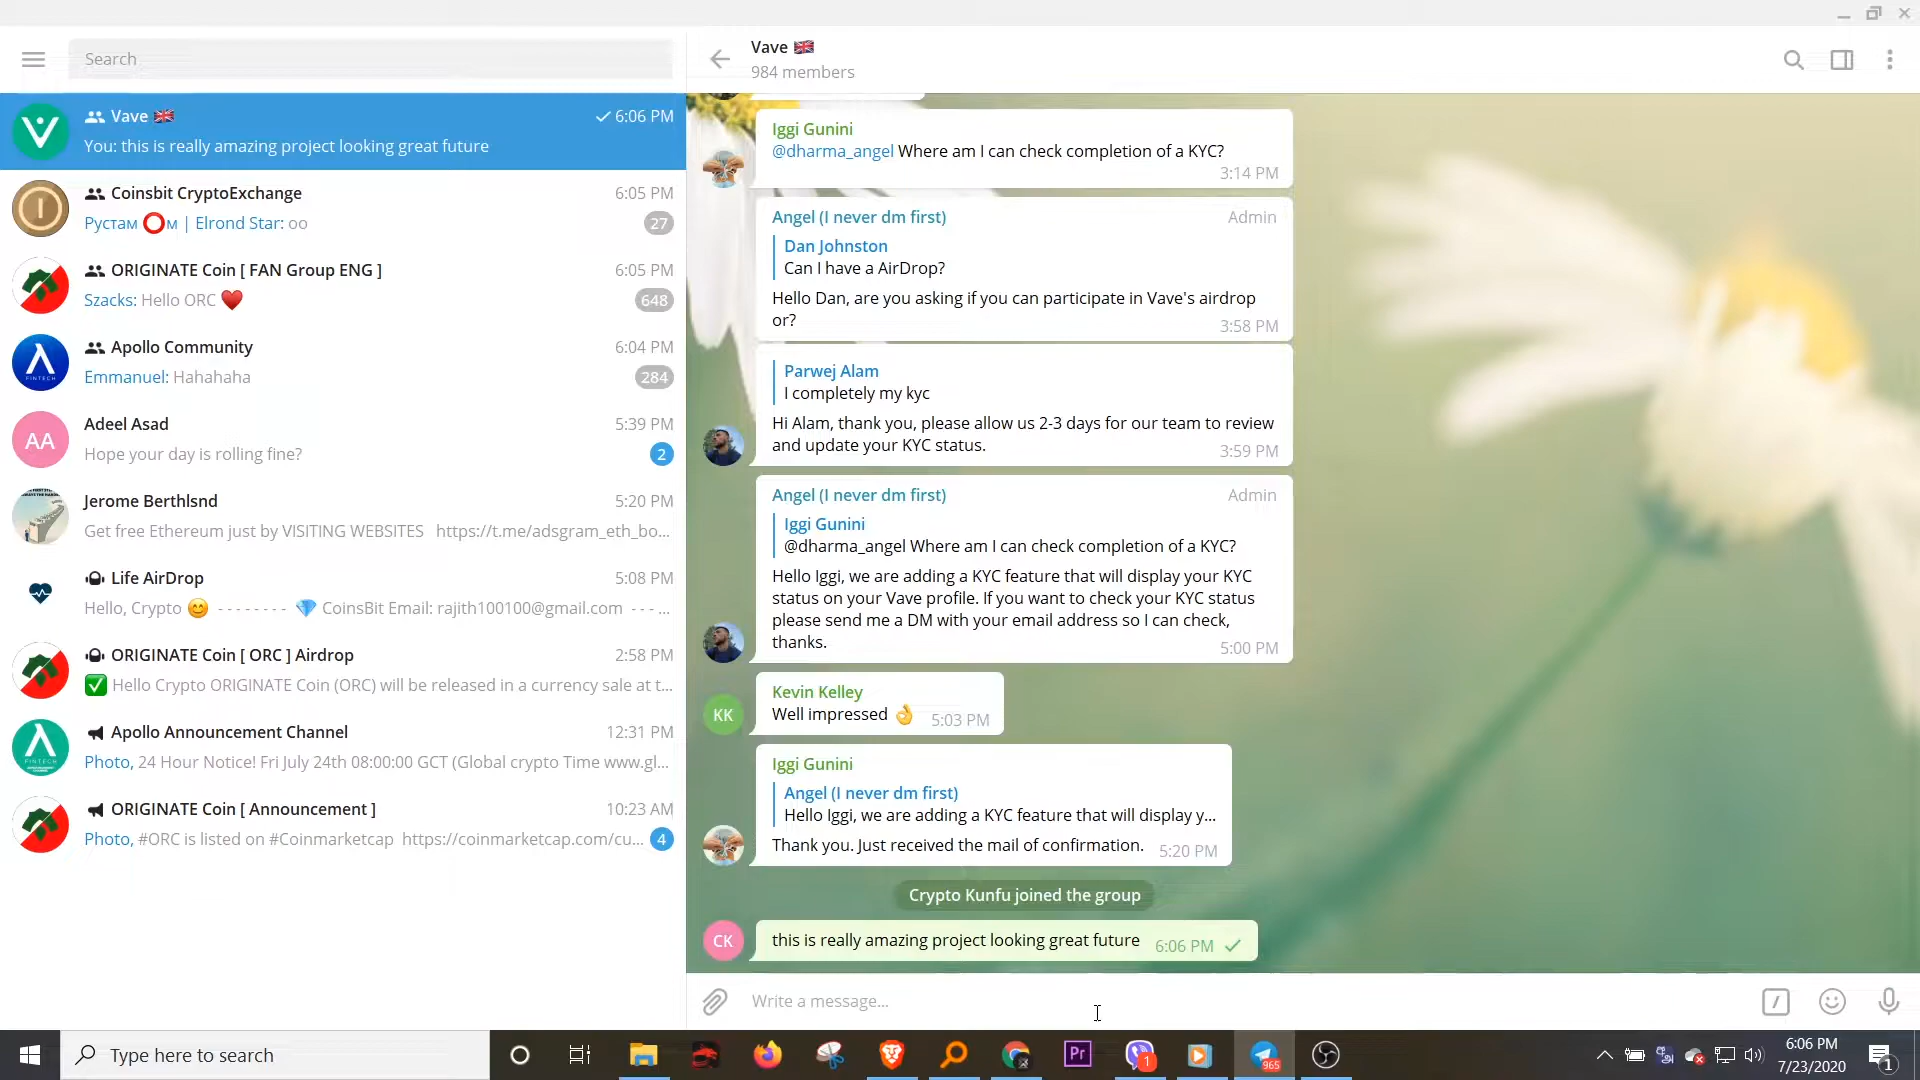 Search
Vave
984 members
Vave
6:06 PM
You: this is really amazing project looking great future
Coinsbit CryptoExchange
6:05 PM
Рустам ⭕м | Elrond Star: oo
27
ORIGINATE Coin [ FAN Group ENG ]
6:05 PM
Szacks: Hello ORC ❤️
648
Apollo Community
6:04 PM
Emmanuel: Hahahaha
284
FINTECH
AA
Adeel Asad
5:39 PM
Hope your day is rolling fine?
2
Jerome Berthlsnd
5:20 PM
Get free Ethereum just by VISITING WEBSITES https://t.me/adsgram_eth_bo...
Life AirDrop
5:08 PM
Hello, Crypto 😊 - - - - - - - - 💎 CoinsBit Email: rajith100100@gmail.com - - - ...
ORIGINATE Coin [ ORC ] Airdrop
2:58 PM
✅ Hello Crypto ORIGINATE Coin (ORC) will be released in a currency sale at t...
Apollo Announcement Channel
12:31 PM
Photo, 24 Hour Notice! Fri July 24th 08:00:00 GCT (Global crypto Time www.gl...
FINTECH
ORIGINATE Coin [ Announcement ]
10:23 AM
Photo, #ORC is listed on #Coinmarketcap https://coinmarketcap.com/cu...
4
Iggi Gunini
@dharma_angel Where am I can check completion of a KYC?
3:14 PM
Angel (I never dm first)
Admin
Dan Johnston
Can I have a AirDrop?
Hello Dan, are you asking if you can participate in Vave's airdrop
or?
3:58 PM
Parwej Alam
I completely my kyc
Hi Alam, thank you, please allow us 2-3 days for our team to review
and update your KYC status.
3:59 PM
Angel (I never dm first)
Admin
Iggi Gunini
@dharma_angel Where am I can check completion of a KYC?
Hello Iggi, we are adding a KYC feature that will display your KYC
status on your Vave profile. If you want to check your KYC status
please send me a DM with your email address so I can check,
thanks.
5:00 PM
KK
Kevin Kelley
Well impressed 👌
5:03 PM
Iggi Gunini
Angel (I never dm first)
Hello Iggi, we are adding a KYC feature that will display y...
Thank you. Just received the mail of confirmation.
5:20 PM
Crypto Kunfu joined the group
CK
this is really amazing project looking great future
6:06 PM
Write a message...
Type here to search
Pr
1
965
6:06 PM
7/23/2020
1